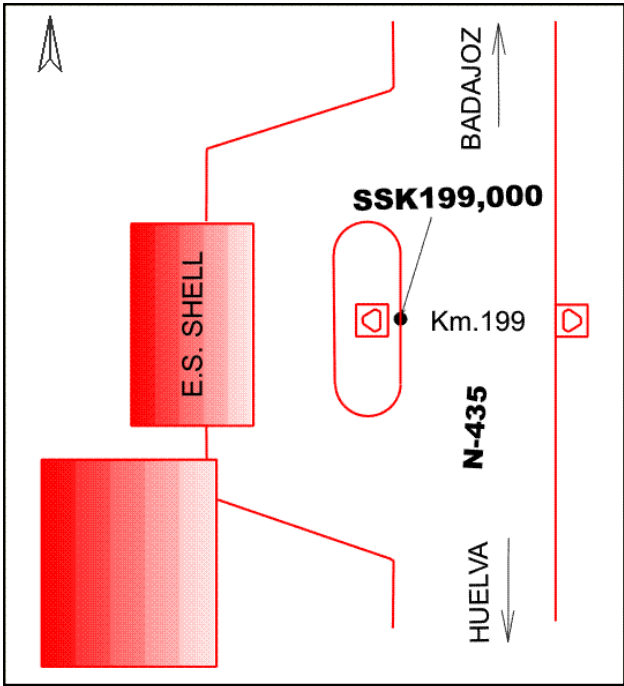 BADAJOZ
SSK199,000
E.S. SHELL
Km.199
N-435
HUELVA